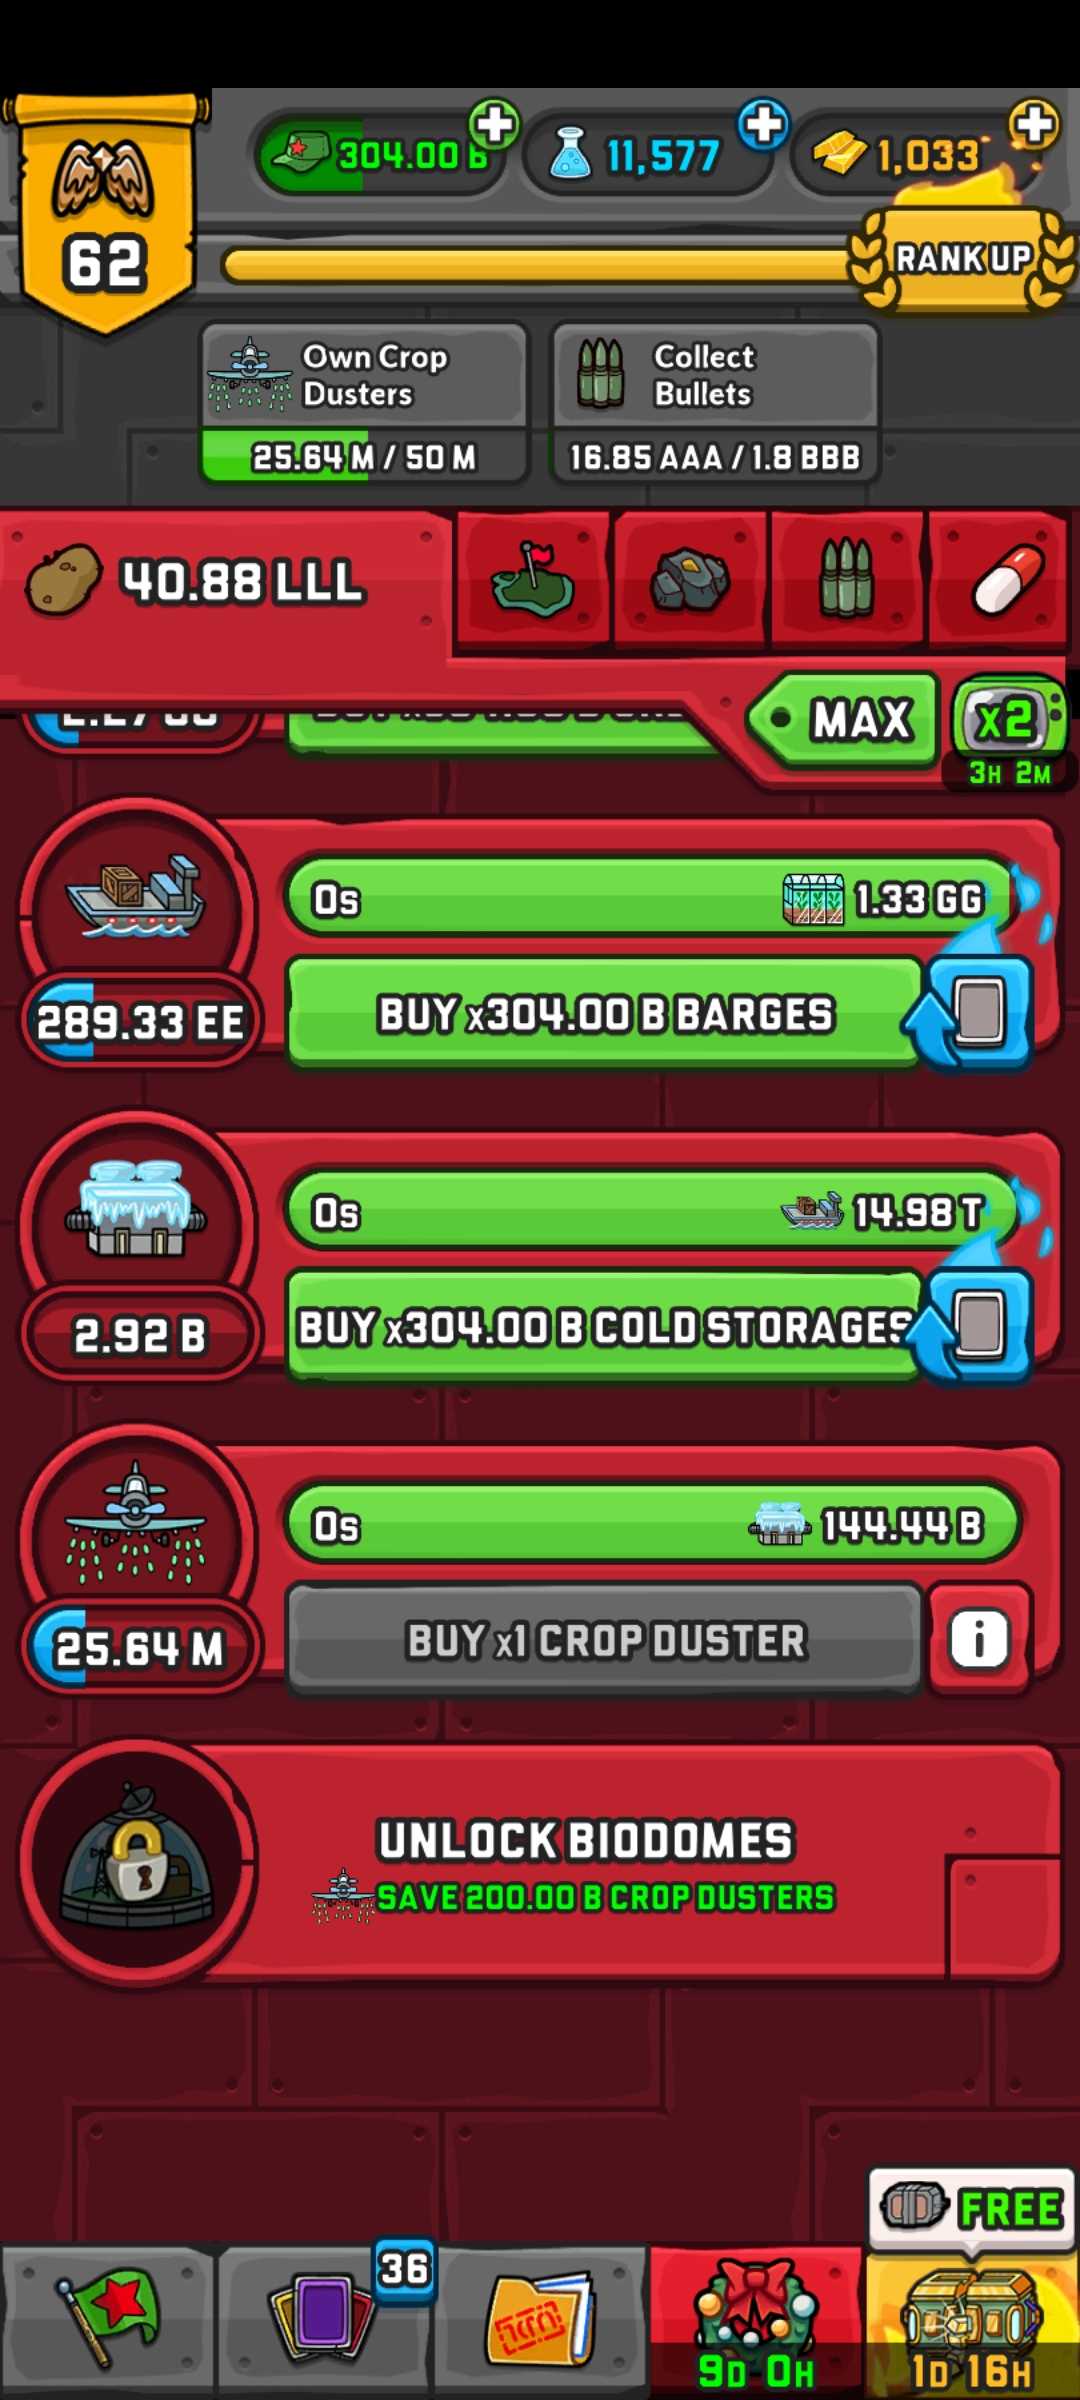 304.00 B
11,577
1,033
62
RANK UP
Own Crop
Dusters
25.64 M / 50 M
Collect
Bullets
16.85 AAA / 1.8 BBB
40.88 LLL
MAX
x2
3H 2M
0s
1.33 GG
289.33 EE
BUY x304.00 B BARGES
0s
14.98 T
2.92 B
BUY x304.00 B COLD STORAGES
0s
144.44 B
25.64 M
BUY x1 CROP DUSTER
i
UNLOCK BIODOMES
SAVE 200.00 B CROP DUSTERS
FREE
36
9D 0H
1D 16H